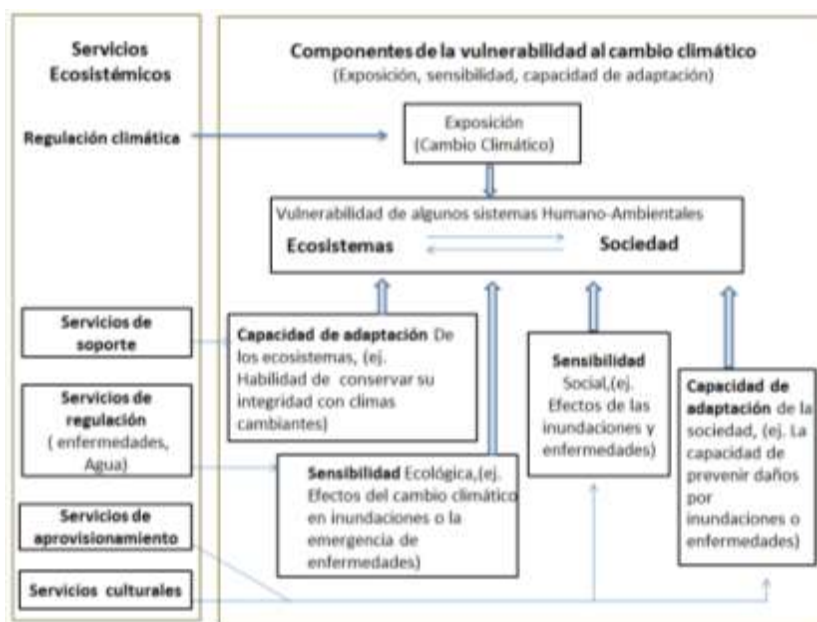 Servicios
Ecosistémicos
Regulación climática
Servicios de
soporte
Servicios de
regulación
( enfermedades,
Agua)
Servicios de
aprovisionamiento
Servicios culturales
Componentes de la vulnerabilidad al cambio climático
(Exposición, sensibilidad, capacidad de adaptación)
Exposición
(Cambio Climático)
Vulnerabilidad de algunos sistemas Humano-Ambientales
Ecosistemas
Sociedad
Capacidad de adaptación De
los ecosistemas, (ej.
Habilidad de conservar su
integridad con climas
cambiantes)
Sensibilidad Ecológica,(ej.
Efectos del cambio climático
en inundaciones o la
emergencia de
enfermedades)
Sensibilidad
Social,(ej.
Efectos de las
inundaciones y
enfermedades)
Capacidad de
adaptación de la
sociedad, (ej. La
capacidad de
prevenir daños
por
inundaciones o
enfermedades)